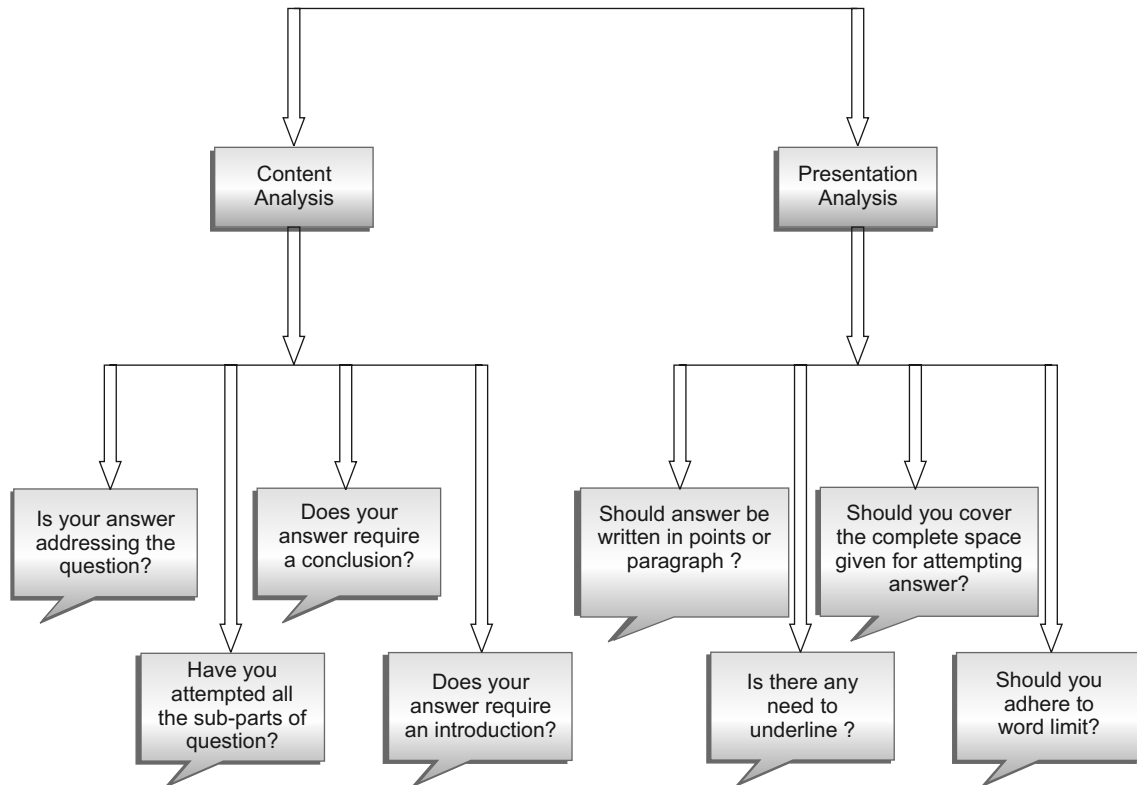 Content
Analysis
Presentation
Analysis
Is your answer
addressing the
question?
Does your
answer require
a conclusion?
Should answer be
written in points or
paragraph ?
Should you cover
the complete space
given for attempting
answer?
Have you
attempted all
the sub-parts of
question?
Does your
answer require
an introduction?
Is there any
need to
underline ?
Should you
adhere to
word limit?